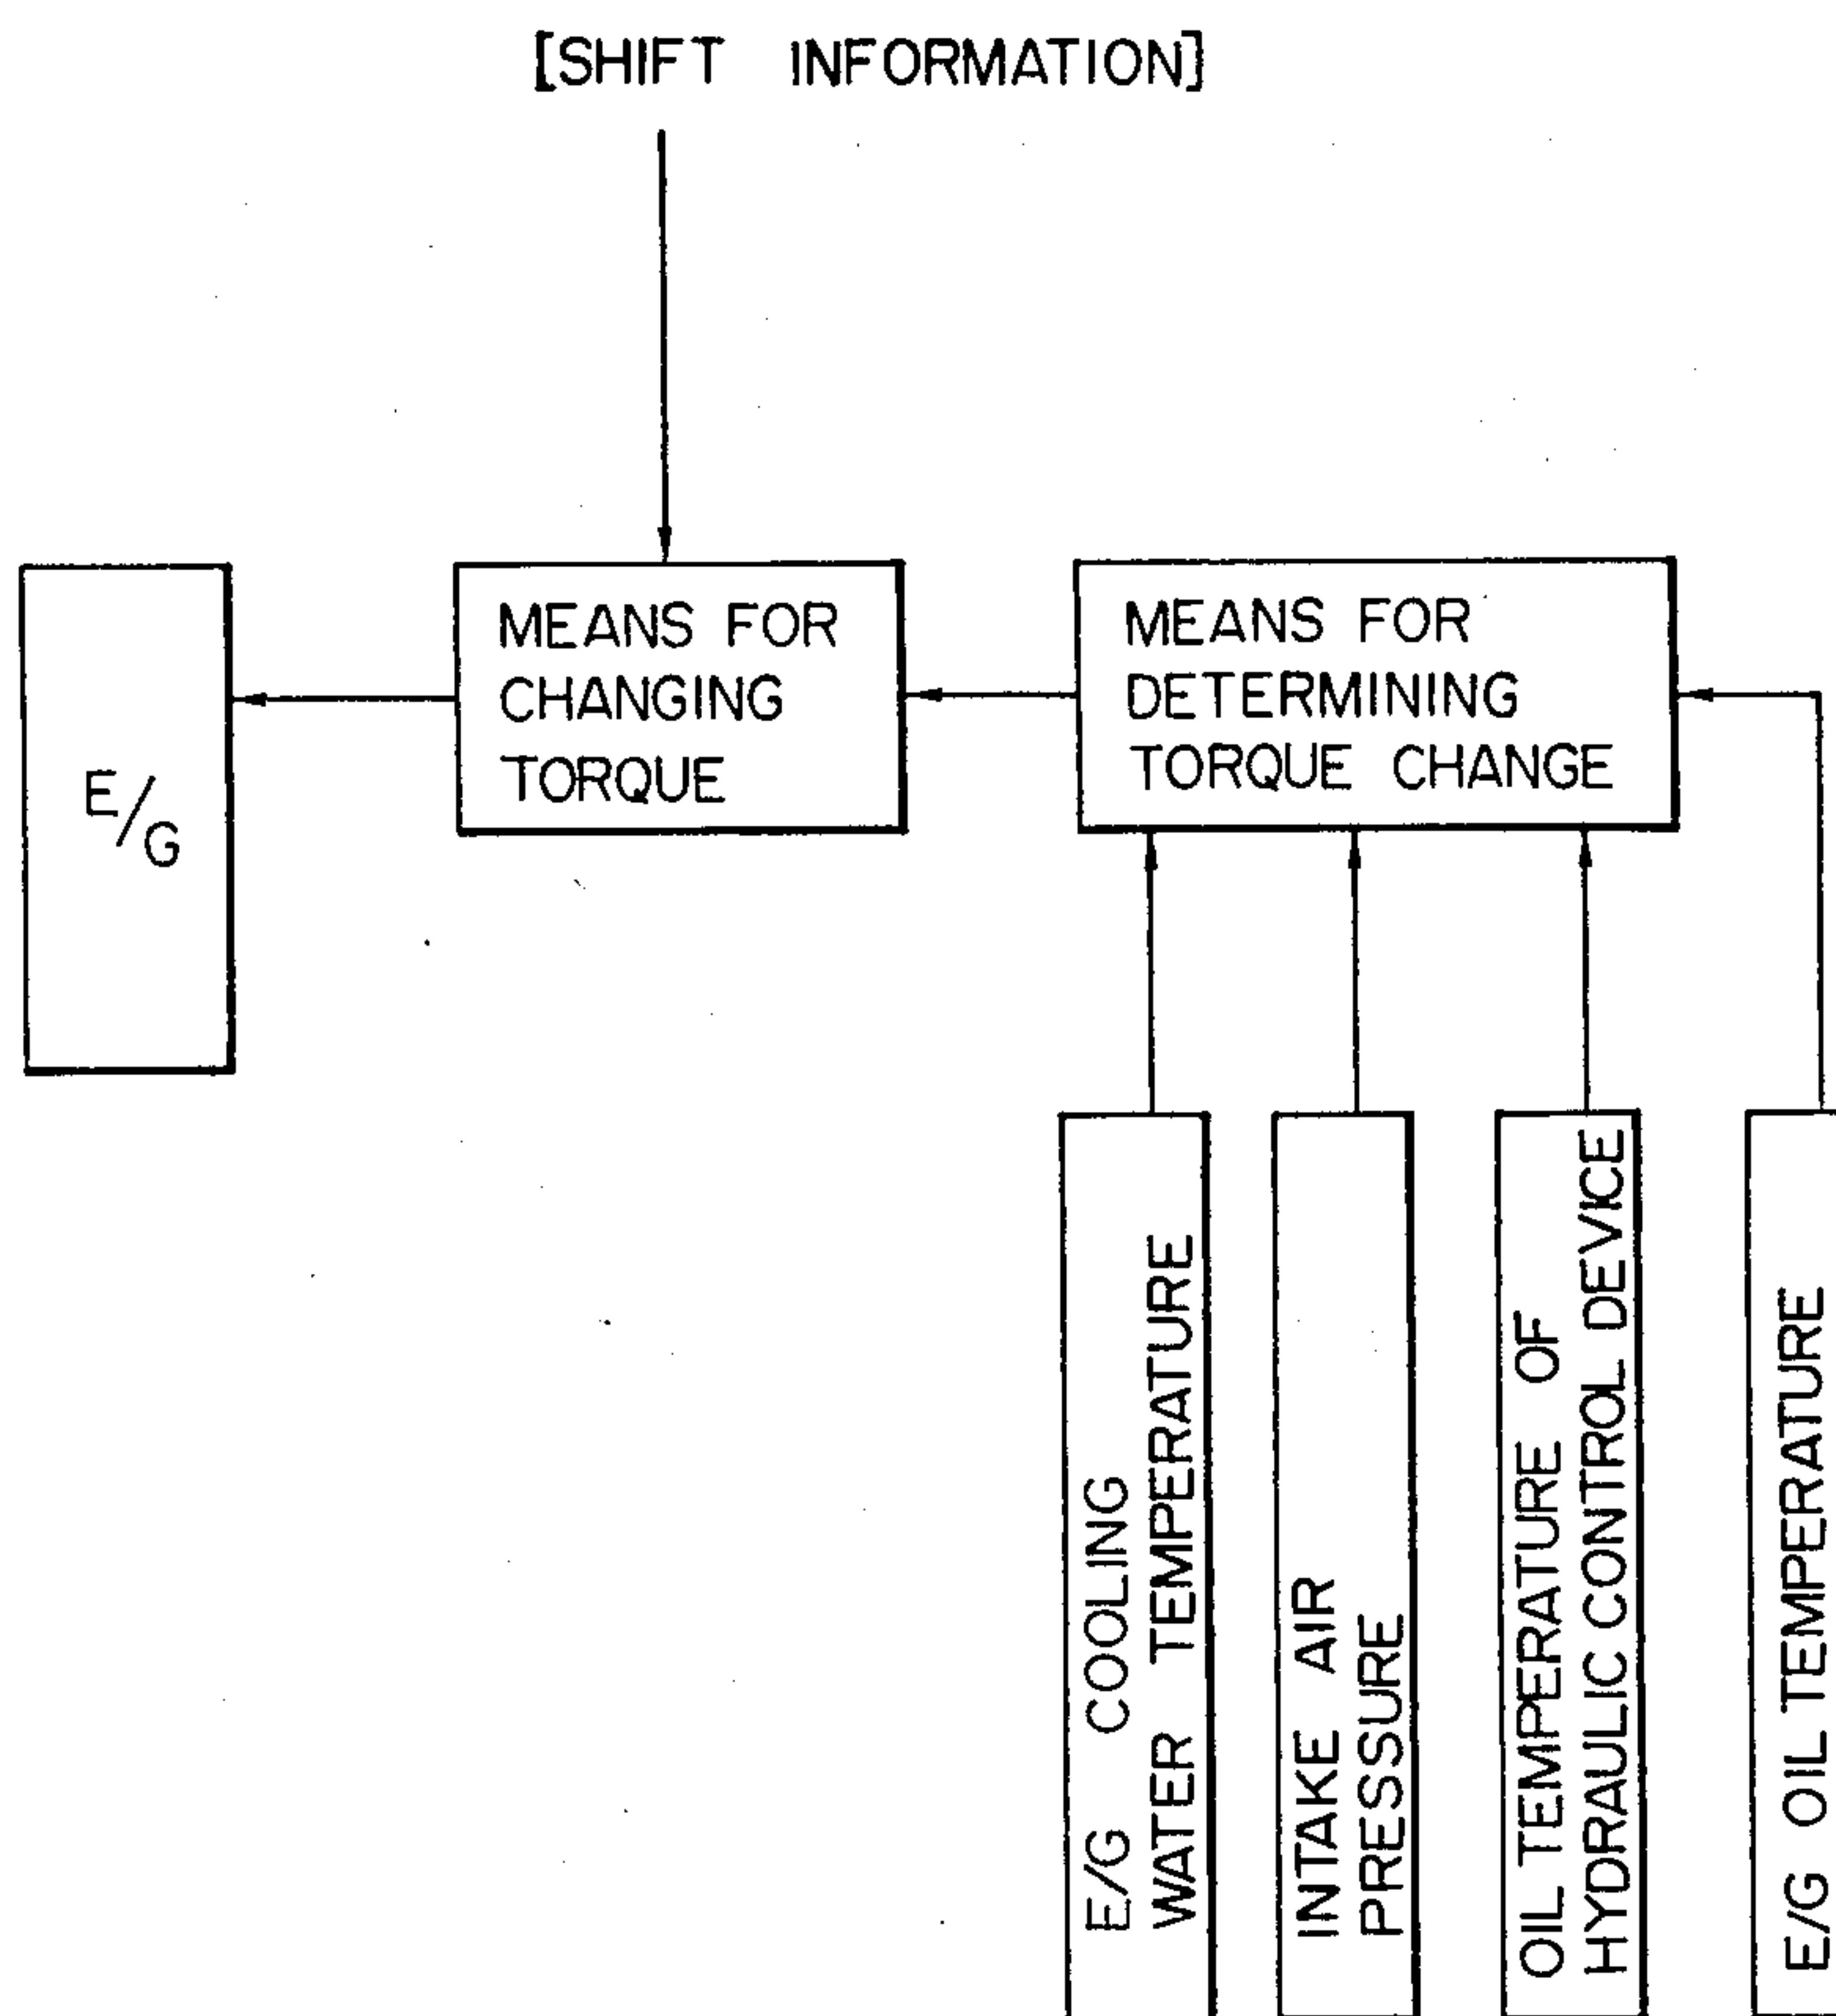 [SHIFT INFORMATION]
E/G
MEANS FOR
CHANGING
TORQUE
MEANS FOR
DETERMINING
TORQUE CHANGE
E/G COOLING
WATER TEMPERATURE
INTAKE AIR
PRESSURE
OIL TEMPERATURE OF
HYDRAULIC CONTROL DEVICE
E/G OIL TEMPERATURE